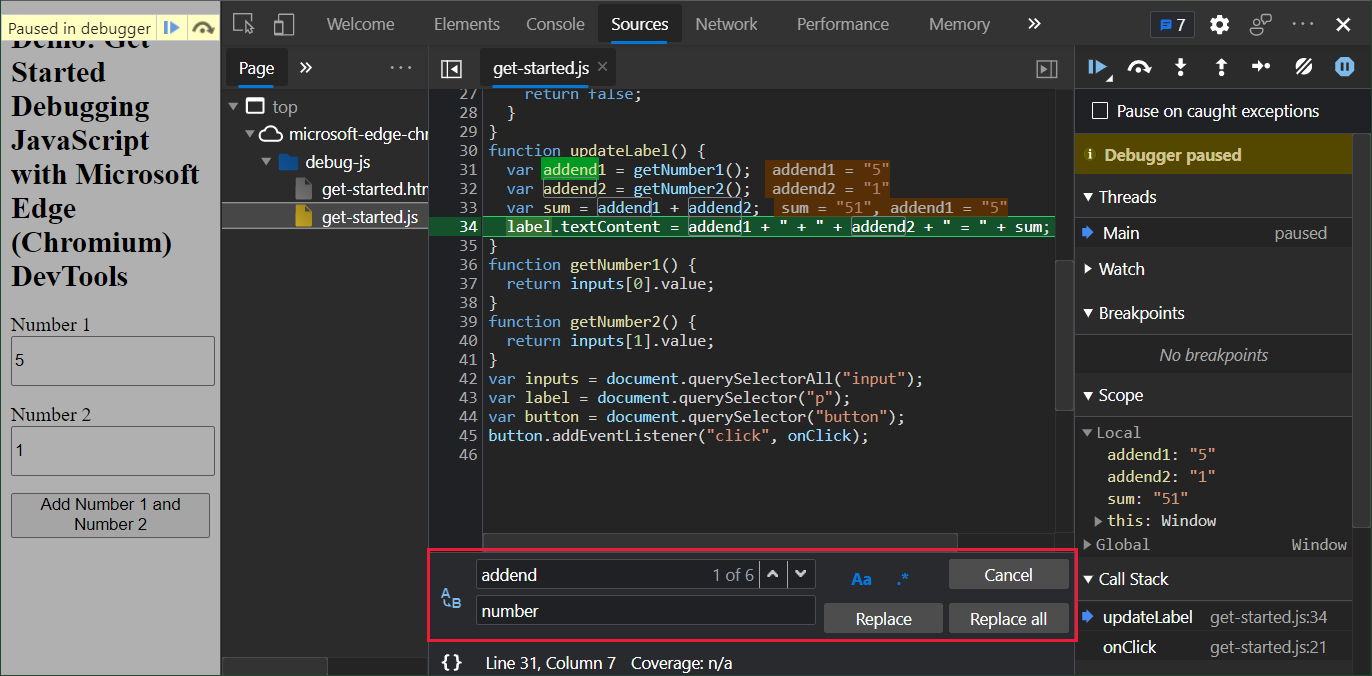 Paused in debugger
Demo: Get
Started
Debugging
JavaScript
with Microsoft
Edge
(Chromium)
DevTools
Number 1
5
Number 2
1
Add Number 1 and
Number 2
Welcome
Elements
Console
Sources
Network
Performance
Memory
»
7
Page
»
top
microsoft-edge-chr
debug-js
get-started.htm
get-started.js
get-started.js ×
27 return false;
28 }
29 }
30 function updateLabel() {
31 var addend1 = getNumber1(); addend1 = "5"
32 var addend2 = getNumber2(); addend2 = "1"
33 var sum = addend1 + addend2; sum = "51", addend1 = "5"
34 label.textContent = addend1 + " + " + addend2 + " = " + sum;
35 }
36 function getNumber1() {
37 return inputs[0].value;
38 }
39 function getNumber2() {
40 return inputs[1].value;
41 }
42 var inputs = document.querySelectorAll("input");
43 var label = document.querySelector("p");
44 var button = document.querySelector("button");
45 button.addEventListener("click", onClick);
46
addend 1 of 6
Aa .*
Cancel
A B
number
Replace
Replace all
{} Line 31, Column 7 Coverage: n/a
Pause on caught exceptions
Debugger paused
Threads
Main paused
Watch
Breakpoints
No breakpoints
Scope
Local
addend1: "5"
addend2: "1"
sum: "51"
this: Window
Global Window
Call Stack
updateLabel get-started.js:34
onClick get-started.js:21